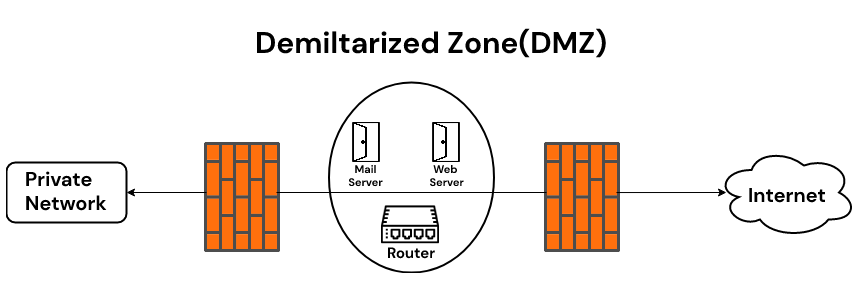 Demiltarized Zone(DMZ)
Mail
Server
Web
Server
Private
Network
Internet
Router